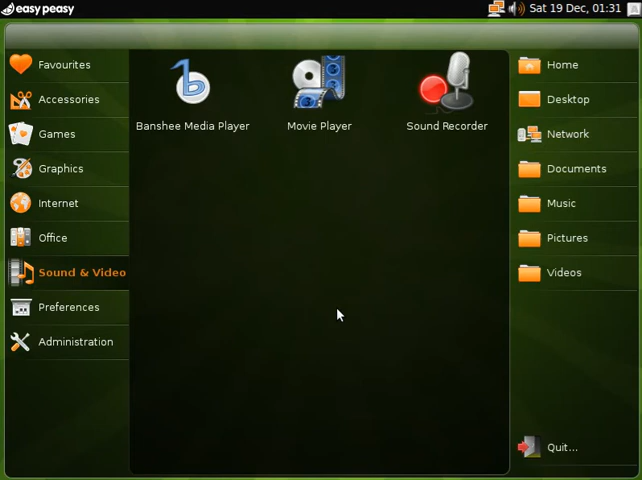 easy peasy
Sat 19 Dec, 01:31
Favourites
Accessories
Games
Graphics
Internet
Office
Sound & Video
Preferences
Administration
Banshee Media Player
Movie Player
Sound Recorder
Home
Desktop
Network
Documents
Music
Pictures
Videos
Quit...